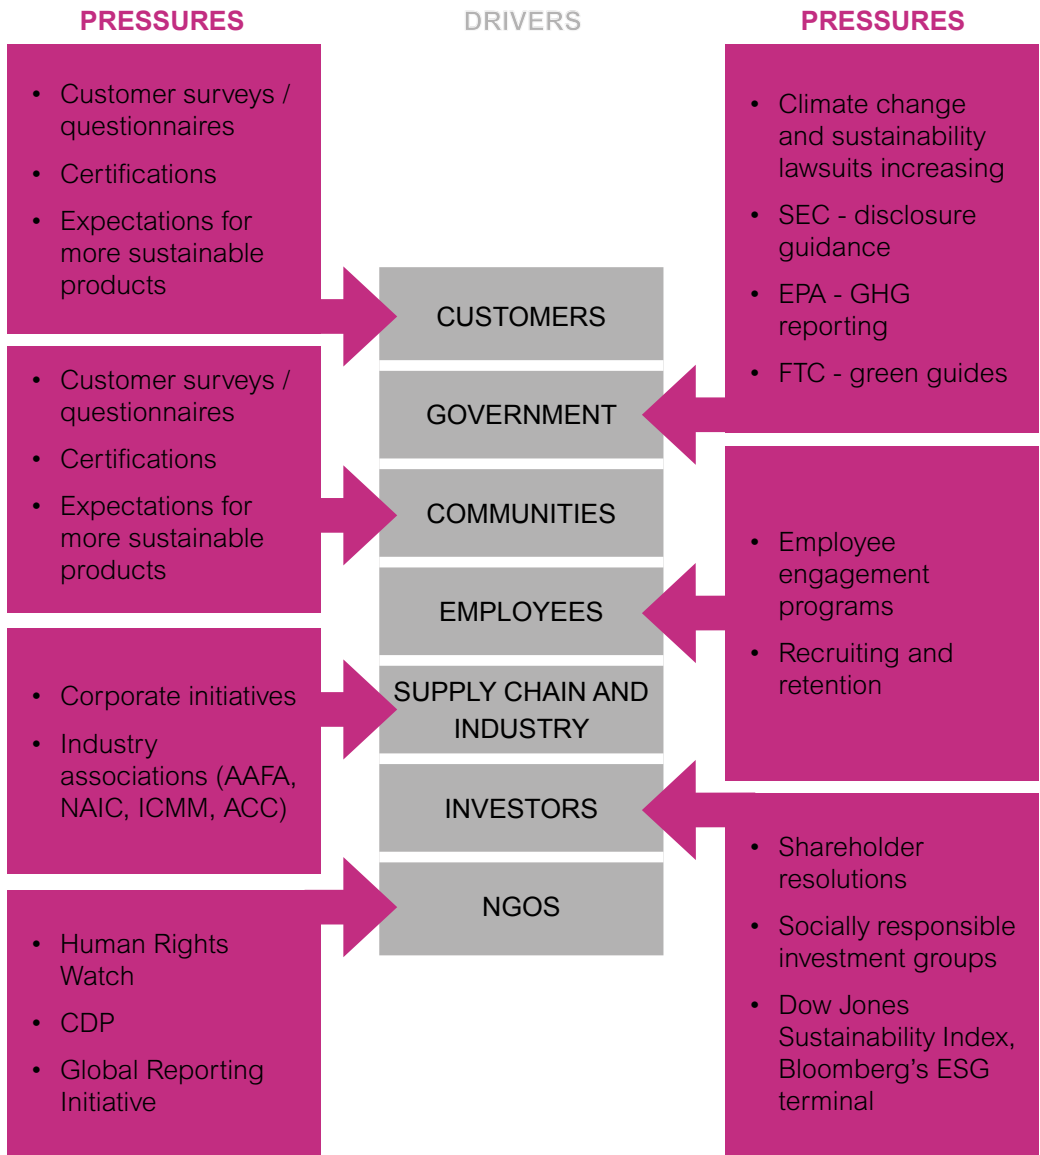 PRESSURES
• Customer surveys /
questionnaires
• Certifications
• Expectations for
more sustainable
products
• Customer surveys /
questionnaires
• Certifications
• Expectations for
more sustainable
products
• Corporate initiatives
• Industry
associations (AAFA,
NAIC, ICMM, ACC)
• Human Rights
Watch
• CDP
• Global Reporting
Initiative
DRIVERS
CUSTOMERS
GOVERNMENT
COMMUNITIES
EMPLOYEES
SUPPLY CHAIN AND
INDUSTRY
INVESTORS
NGOS
PRESSURES
• Climate change
and sustainability
lawsuits increasing
• SEC - disclosure
guidance
• EPA - GHG
reporting
• FTC - green guides
• Employee
engagement
programs
• Recruiting and
retention
• Shareholder
resolutions
• Socially responsible
investment groups
• Dow Jones
Sustainability Index,
Bloomberg’s ESG
terminal